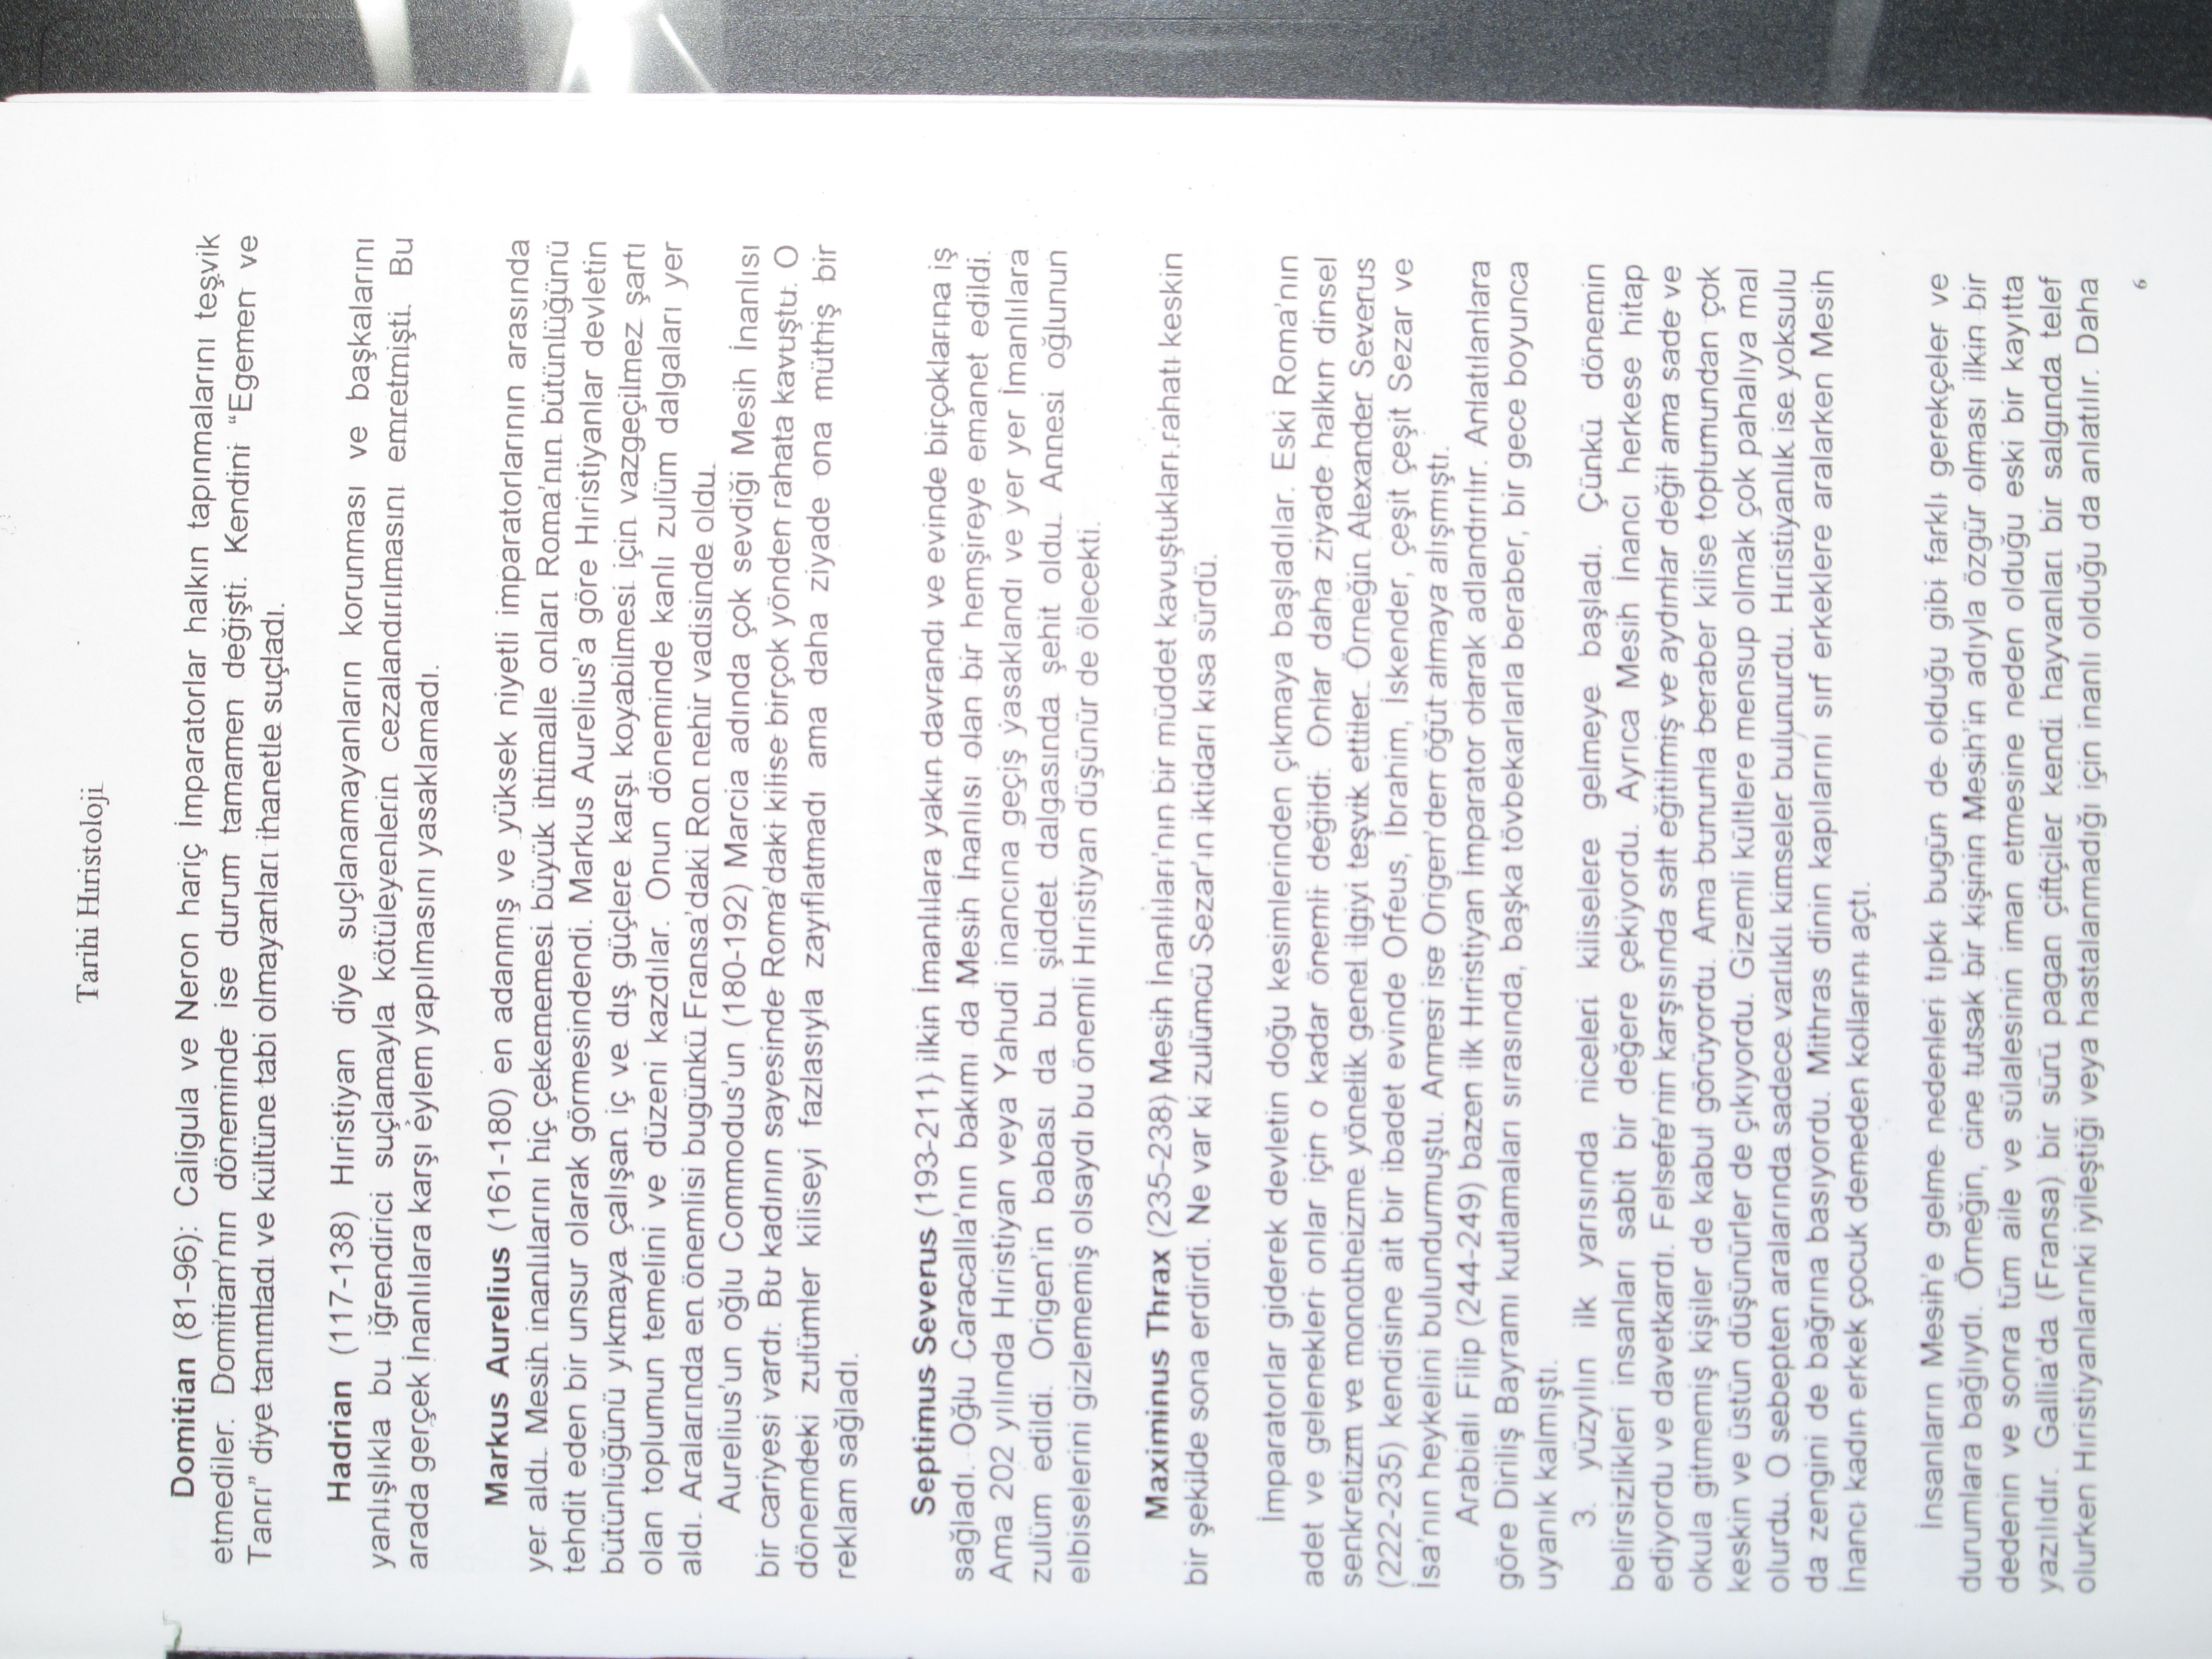 Tarihi Hıristoloji
Domitian (81-96): Caligula ve Neron hariç İmparatorlar halkın tapınmalarını teşvik
etmediler. Domitian'nın döneminde ise durum tamamen değişti. Kendini “Egemen ve
Tanrı” diye tanımladı ve kültüne tabi olmayanları ihanetle suçladı.
Hadrian (117-138) Hıristiyan diye suçlanamayanların korunması ve başkalarını
yanlışlıkla bu iğrendirici suçlamayla kötüleyenlerin cezalandırılmasını emretmişti. Bu
arada gerçek İnanlılara karşı eylem yapılmasını yasaklamadı.
Markus Aurelius (161-180) en adanmış ve yüksek niyetli imparatorlarının arasında
yer aldı. Mesih inanlılarını hiç çekememesi büyük ihtimalle onları Roma'nın bütünlüğünü
tehdit eden bir unsur olarak görmesindendi. Markus Aurelius'a göre Hıristiyanlar devletin
bütünlüğünü yıkmaya çalışan iç ve dış güçlere karşı koyabilmesi için vazgeçilmez şartı
olan toplumun temelini ve düzeni kazdılar. Onun döneminde kanlı zulüm dalgaları yer
aldı. Aralarında en önemlisi bugünkü Fransa'daki Ron nehir vadisinde oldu.
Aurelius'un oğlu Commodus'un (180-192) Marcia adında çok sevdiği Mesih İnanlısı
bir cariyesi vardı. Bu kadının sayesinde Roma'daki kilise birçok yönden rahata kavuştu. O
dönemdeki zulümler kiliseyi fazlasıyla zayıflatmadı ama daha ziyade ona müthiş bir
reklam sağladı.
Septimus Severus (193-211) ilkin İmanlılara yakın davrandı ve evinde birçoklarına iş
sağladı. Oğlu Caracalla'nın bakımı da Mesih İnanlısı olan bir hemşireye emanet edildi.
Ama 202 yılında Hıristiyan veya Yahudi inancına geçiş yasaklandı ve yer yer İmanlılara
zulüm edildi. Origen'in babası da bu şiddet dalgasında şehit oldu. Annesi oğlunun
elbiselerini gizlememiş olsaydı bu önemli Hıristiyan düşünür de ölecekti.
Maximinus Thrax (235-238) Mesih İnanlıları'nın bir müddet kavuştukları rahatı keskin
bir şekilde sona erdirdi. Ne var ki zulümcü Sezar'ın iktidarı kısa sürdü.
İmparatorlar giderek devletin doğu kesimlerinden çıkmaya başladılar. Eski Roma'nın
adet ve gelenekleri onlar için o kadar önemli değildi. Onlar daha ziyade halkın dinsel
senkretizm ve monotheizme yönelik genel ilgiyi teşvik ettiler. Örneğin Alexander Severus
(222-235) kendisine ait bir ibadet evinde Orfeus, İbrahim, İskender, çeşit çeşit Sezar ve
İsa'nın heykelini bulundurmuştu. Annesi ise Origen'den öğüt almaya alışmıştı.
Arabialı Filip (244-249) bazen ilk Hıristiyan İmparator olarak adlandırılır. Anlatılanlara
göre Diriliş Bayramı kutlamaları sırasında, başka tövbekarlarla beraber, bir gece boyunca
uyanık kalmıştı.
3. yüzyılın ilk yarısında niceleri kiliselere gelmeye başladı. Çünkü dönemin
belirsizlikleri insanları sabit bir değere çekiyordu. Ayrıca Mesih İnancı herkese hitap
ediyordu ve davetkardı. Felsefe'nin karşısında salt eğitilmiş ve aydınlar değil ama sade ve
okula gitmemiş kişiler de kabul görüyordu. Ama bununla beraber kilise toplumundan çok
keskin ve üstün düşünürler de çıkıyordu. Gizemli kültlere mensup olmak çok pahalıya mal
olurdu. O sebepten aralarında sadece varlıklı kimseler bulunurdu. Hıristiyanlık ise yoksulu
da zengini de bağrına basıyordu. Mithras dinin kapılarını sırf erkeklere aralarken Mesih
İnancı kadın erkek çocuk demeden kollarını açtı.
İnsanların Mesih'e gelme nedenleri tıpkı bugün de olduğu gibi farklı gerekçeler ve
durumlara bağlıydı. Örneğin, cine tutsak bir kişinin Mesih'in adıyla özgür olması ilkin bir
dedenin ve sonra tüm aile ve sülalesinin iman etmesine neden olduğu eski bir kayıtta
yazılıdır. Gallia'da (Fransa) bir sürü pagan çiftçiler kendi hayvanları bir salgında telef
olurken Hıristiyanlarınki iyileştiği veya hastalanmadığı için inanlı olduğu da anlatılır. Daha
6